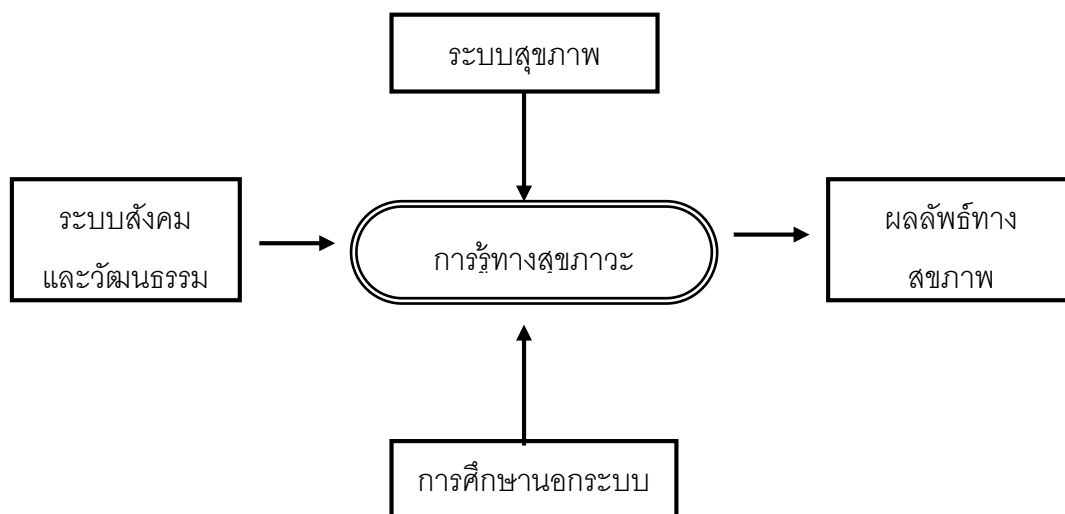 ระบบสุขภาพ
ระบบสังคม
และวัฒนธรรม
การรู้ทางสุขภาวะ
ผลลัพธ์ทาง
สุขภาพ
การศึกษานอกระบบ